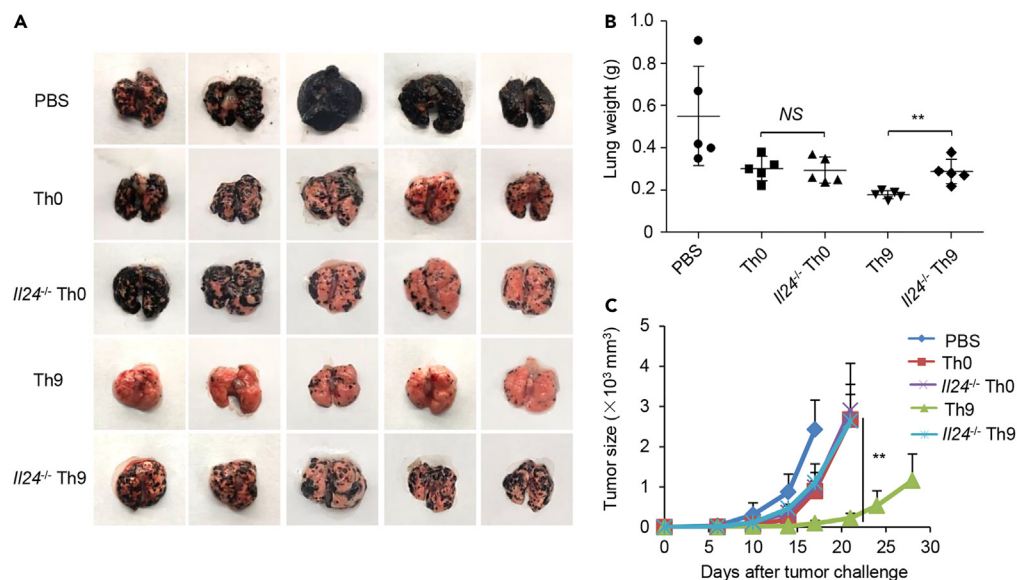 A
PBS
Th0
Il24-/- Th0
Th9
Il24-/- Th9
B
Lung weight (g)
1.0
0.8
0.6
0.4
0.2
0
NS
**
PBS
Th0
Il24-/- Th0
Th9
Il24-/- Th9
C
Tumor size (×10³ mm³)
5
4
3
2
1
0
PBS
Th0
Il24-/- Th0
Th9
Il24-/- Th9
**
0 5 10 15 20 25 30
Days after tumor challenge